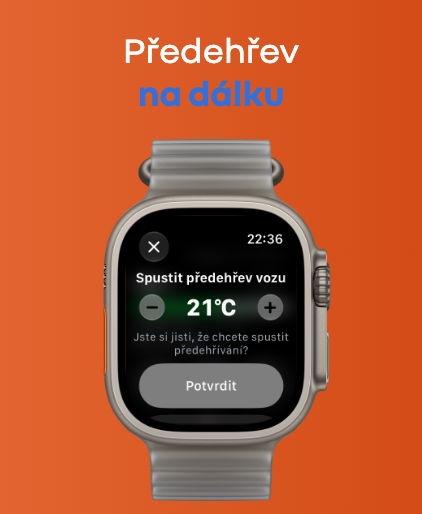 Předehřev
na dálku
22:36
Spustit předehřev vozu
21°C
Jste si jisti, že chcete spustit
předehřívání?
Potvrdit